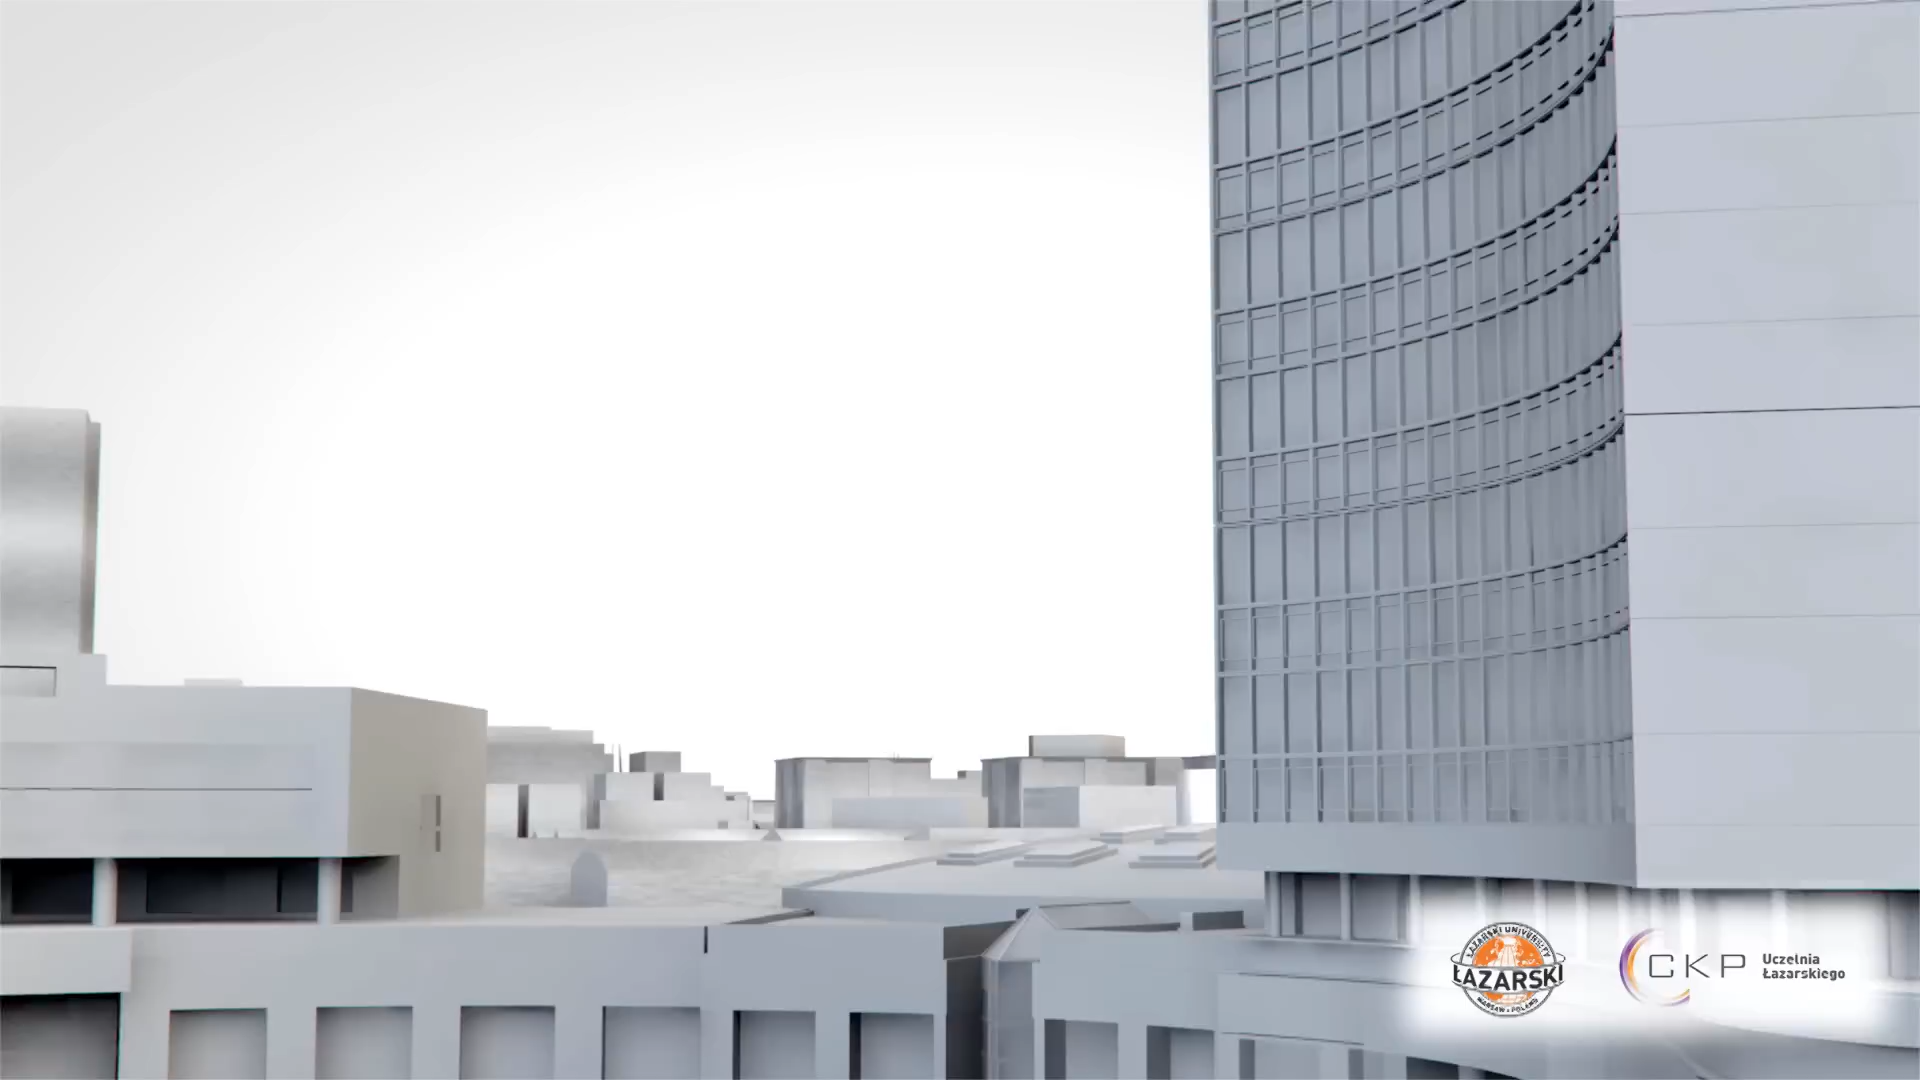 ŁAZARSKI UNIVERSITY
ŁAZARSKI
WARSAW • POLAND
CKP
Uczelnia
Łazarskiego